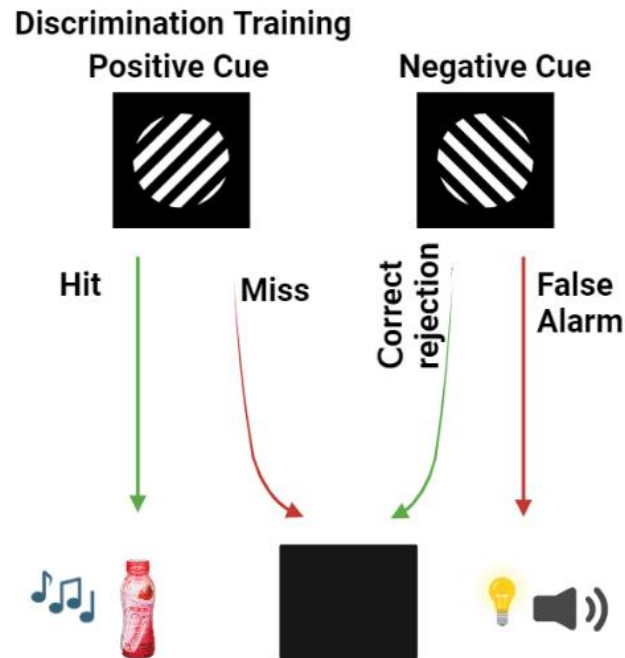 Discrimination Training
Positive Cue
Negative Cue
Hit
Miss
Correct
rejection
False
Alarm